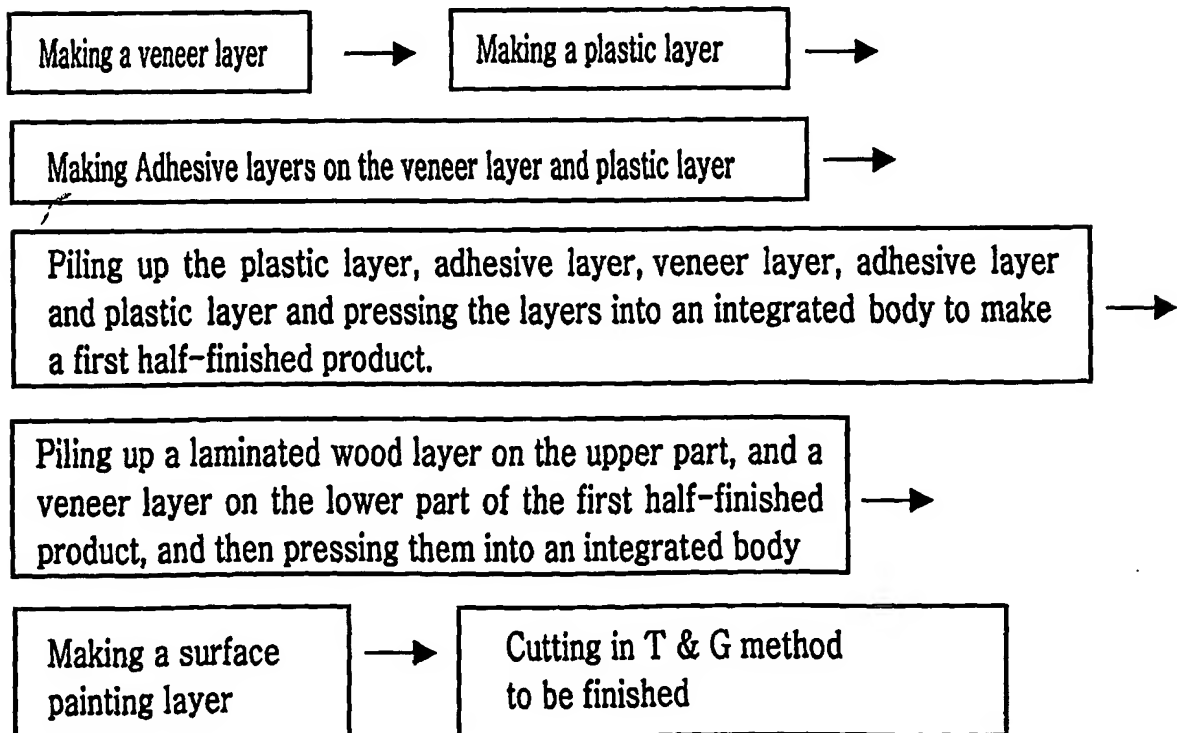 Making a veneer layer
Making a plastic layer
Making Adhesive layers on the veneer layer and plastic layer
Piling up the plastic layer, adhesive layer, veneer layer, adhesive layer
and plastic layer and pressing the layers into an integrated body to make
a first half-finished product.
Piling up a laminated wood layer on the upper part, and a
veneer layer on the lower part of the first half-finished
product, and then pressing them into an integrated body
Making a surface
painting layer
Cutting in T & G method
to be finished